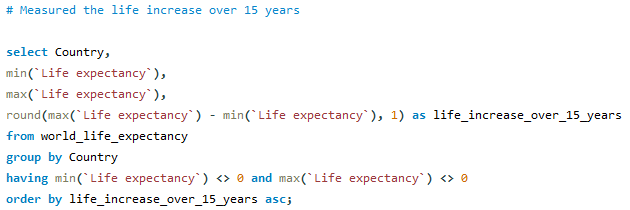 # Measured the life increase over 15 years
select Country,
min(`Life expectancy`),
max(`Life expectancy`),
round(max(`Life expectancy`) - min(`Life expectancy`), 1) as life_increase_over_15_years
from world_life_expectancy
group by Country
having min(`Life expectancy`) <> 0 and max(`Life expectancy`) <> 0
order by life_increase_over_15_years asc;